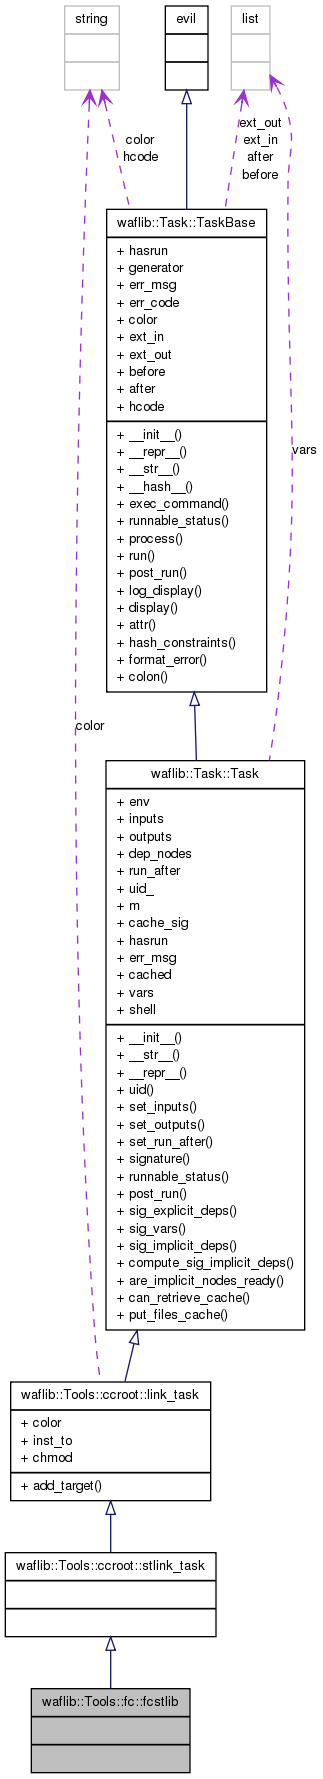 string
evil
list
color
hcode
ext_out
ext_in
after
before
waflib::Task::TaskBase
+ hasrun
+ generator
+ err_msg
+ err_code
+ color
+ ext_in
+ ext_out
+ before
+ after
+ hcode
+ __init__()
+ __repr__()
+ __str__()
+ __hash__()
+ exec_command()
+ runnable_status()
+ process()
+ run()
+ post_run()
+ log_display()
+ display()
+ attr()
+ hash_constraints()
+ format_error()
+ colon()
vars
color
waflib::Task::Task
+ env
+ inputs
+ outputs
+ dep_nodes
+ run_after
+ uid_
+ m
+ cache_sig
+ hasrun
+ err_msg
+ cached
+ vars
+ shell
+ __init__()
+ __str__()
+ __repr__()
+ uid()
+ set_inputs()
+ set_outputs()
+ set_run_after()
+ signature()
+ runnable_status()
+ post_run()
+ sig_explicit_deps()
+ sig_vars()
+ sig_implicit_deps()
+ compute_sig_implicit_deps()
+ are_implicit_nodes_ready()
+ can_retrieve_cache()
+ put_files_cache()
waflib::Tools::ccroot::link_task
+ color
+ inst_to
+ chmod
+ add_target()
waflib::Tools::ccroot::stlink_task
waflib::Tools::fc::fcstlib